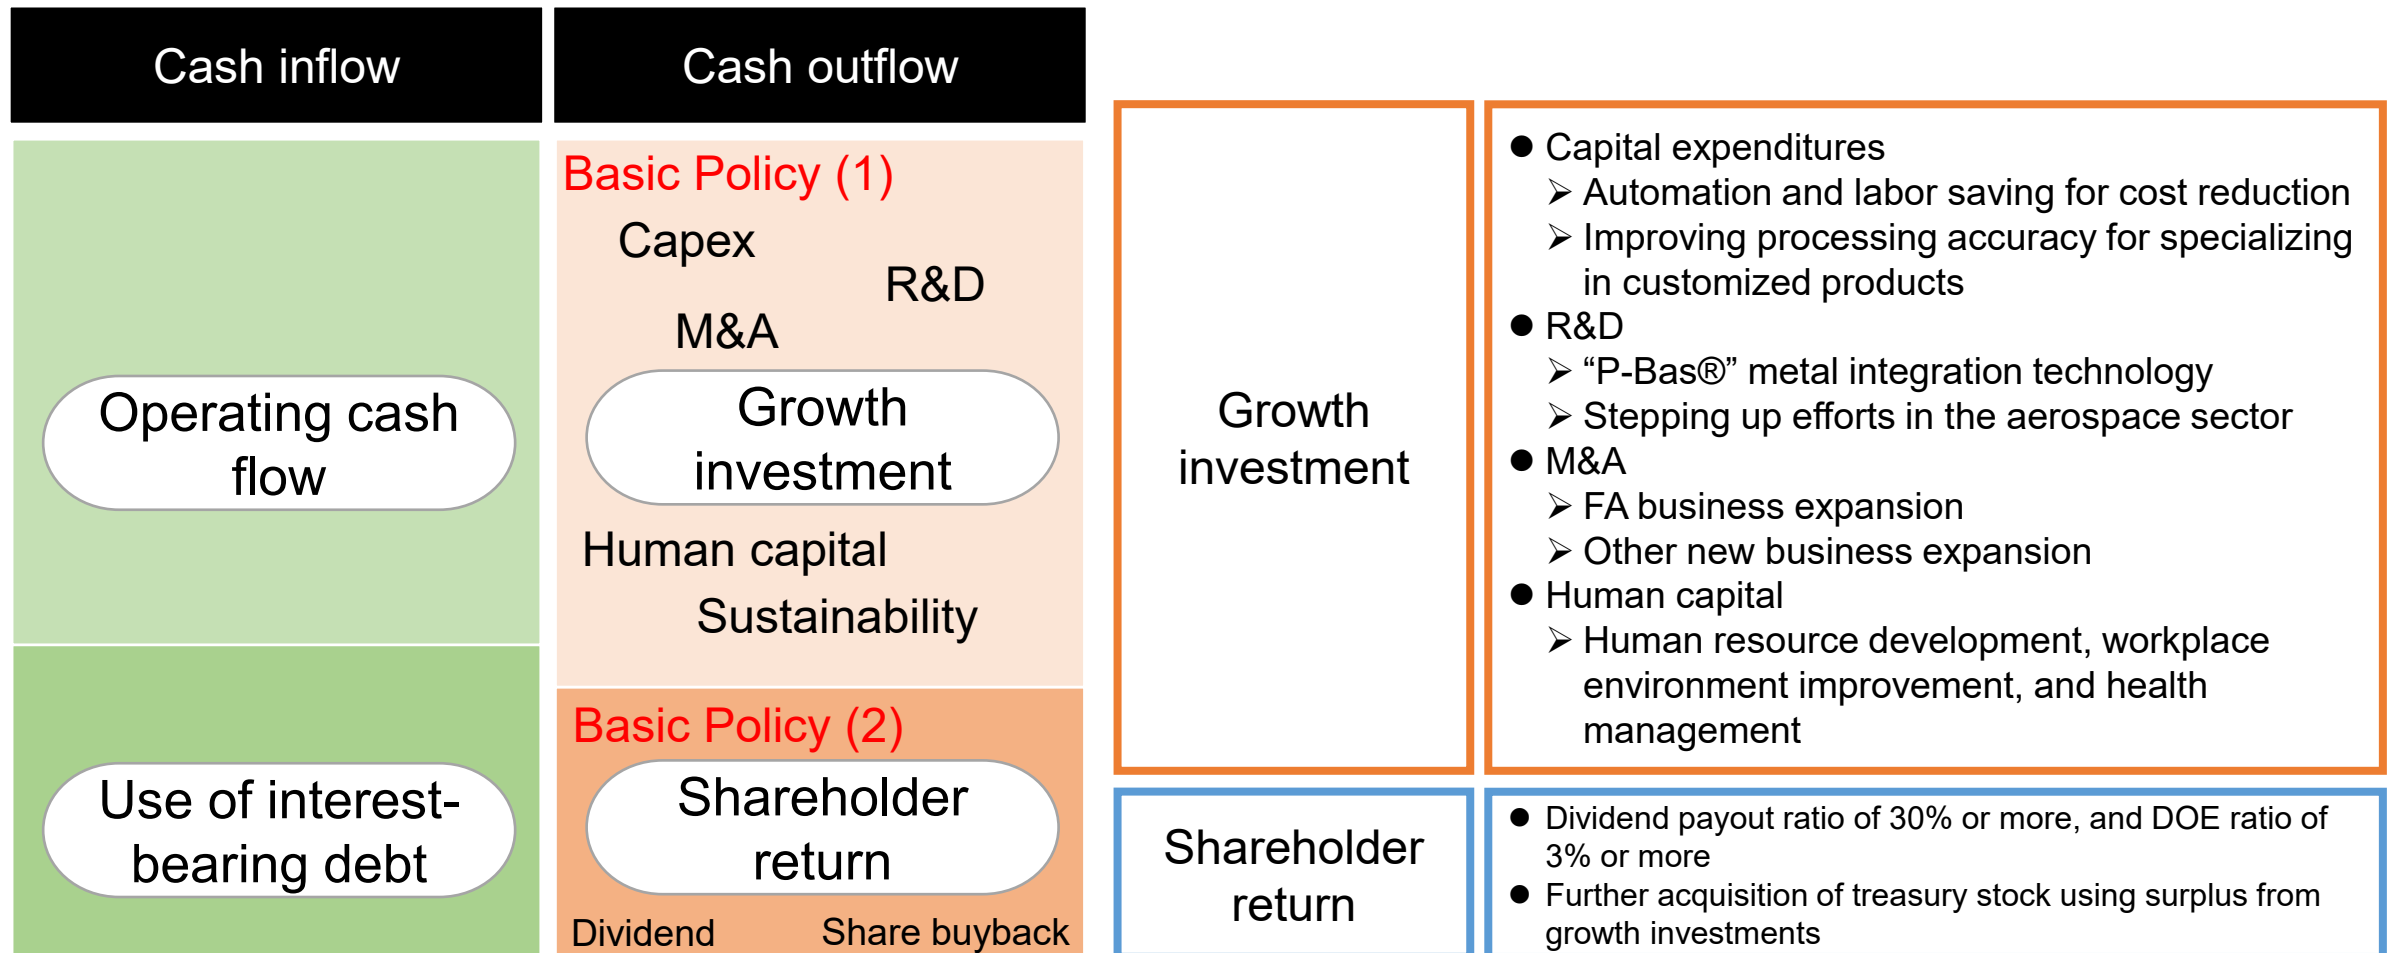 Cash inflow
Cash outflow
Operating cash
flow
Use of interest-
bearing debt
Basic Policy (1)
Capex
R&D
M&A
Growth
investment
Human capital
Sustainability
Basic Policy (2)
Shareholder
return
Dividend
Share buyback
Growth
investment
● Capital expenditures
➢ Automation and labor saving for cost reduction
➢ Improving processing accuracy for specializing
in customized products
● R&D
➢ “P-Bas®” metal integration technology
➢ Stepping up efforts in the aerospace sector
● M&A
➢ FA business expansion
➢ Other new business expansion
● Human capital
➢ Human resource development, workplace
environment improvement, and health
management
Shareholder
return
● Dividend payout ratio of 30% or more, and DOE ratio of
3% or more
● Further acquisition of treasury stock using surplus from
growth investments